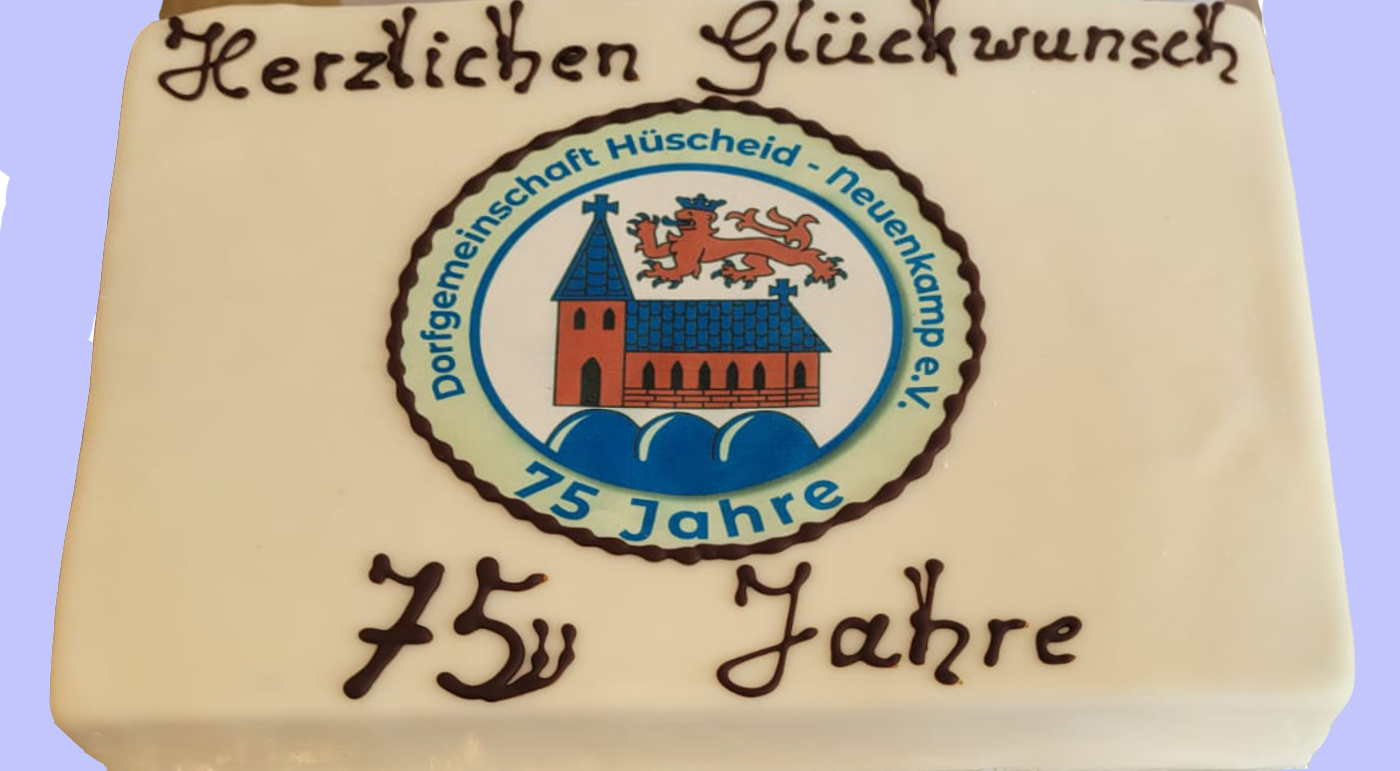 Herzlichen Glückwunsch
Dorfgemeinschaft Hüscheid - Neuenkamp e.V.
75 Jahre
75 Jahre